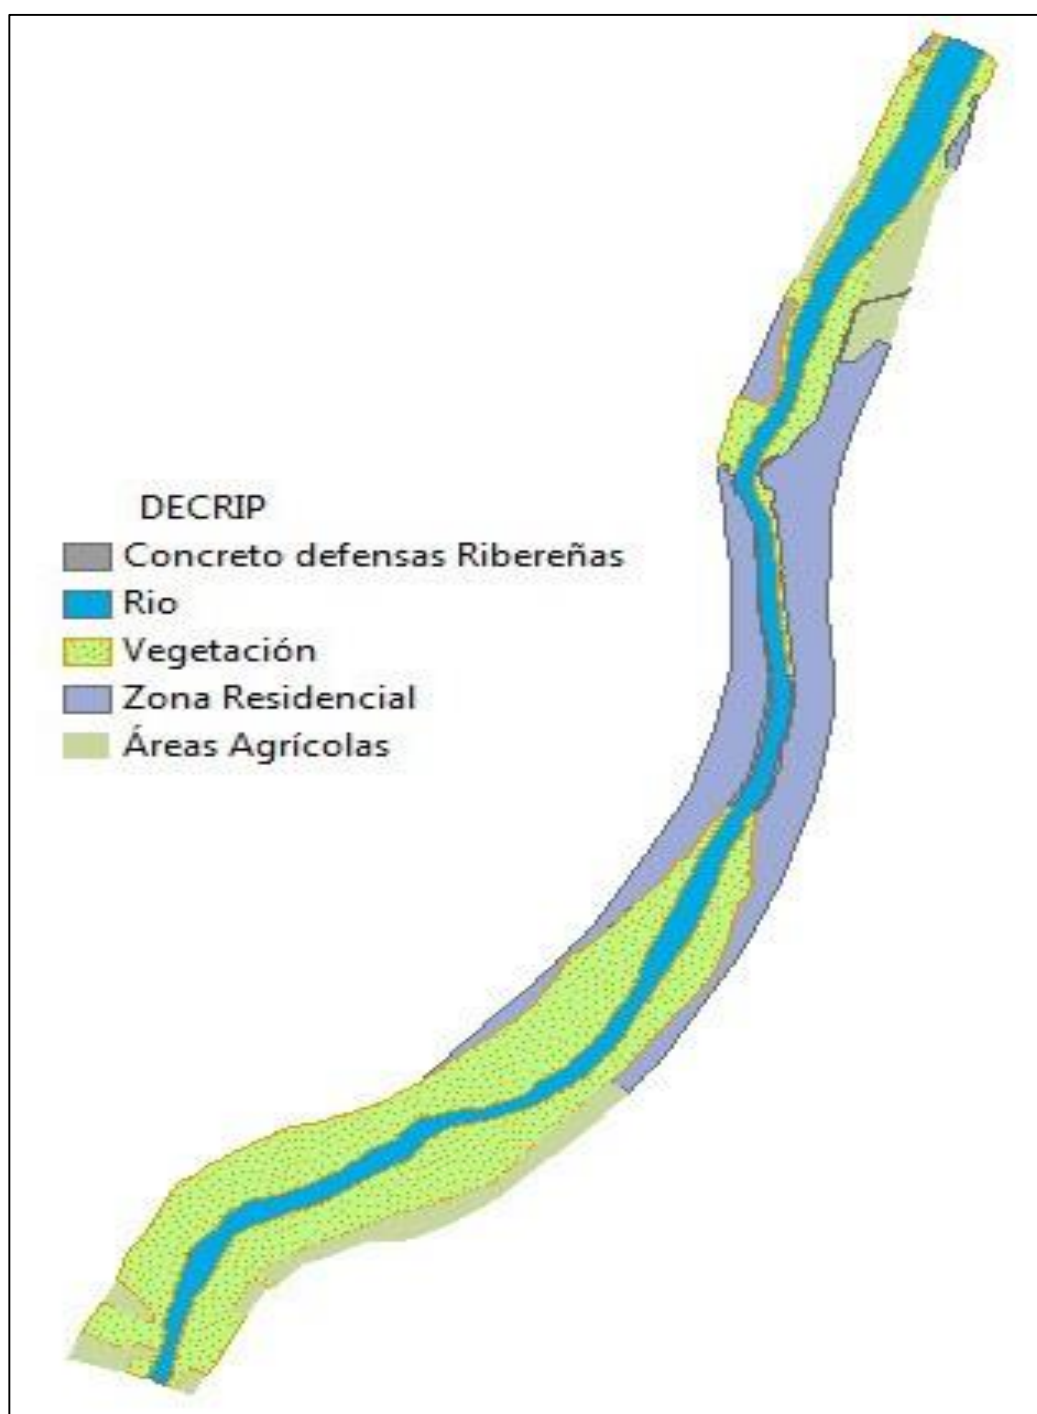 DECRIP
Concreto defensas Ribereñas
Rio
Vegetación
Zona Residencial
Áreas Agrícolas